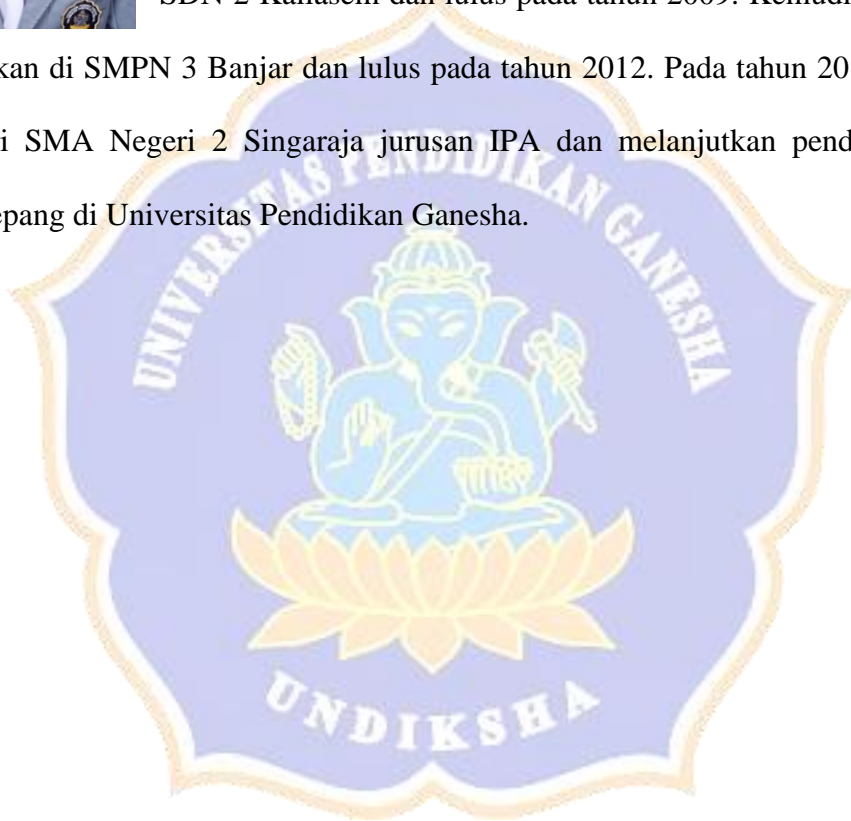 SDN 2 Kaliasem dan lulus pada tahun 2009. Kemudi
kan di SMPN 3 Banjar dan lulus pada tahun 2012. Pada tahun 20
i SMA Negeri 2 Singaraja jurusan IPA dan melanjutkan pend
epang di Universitas Pendidikan Ganesha.
UNIVERSITAS PENDIDIKAN GANESHA
UNDIKSHA